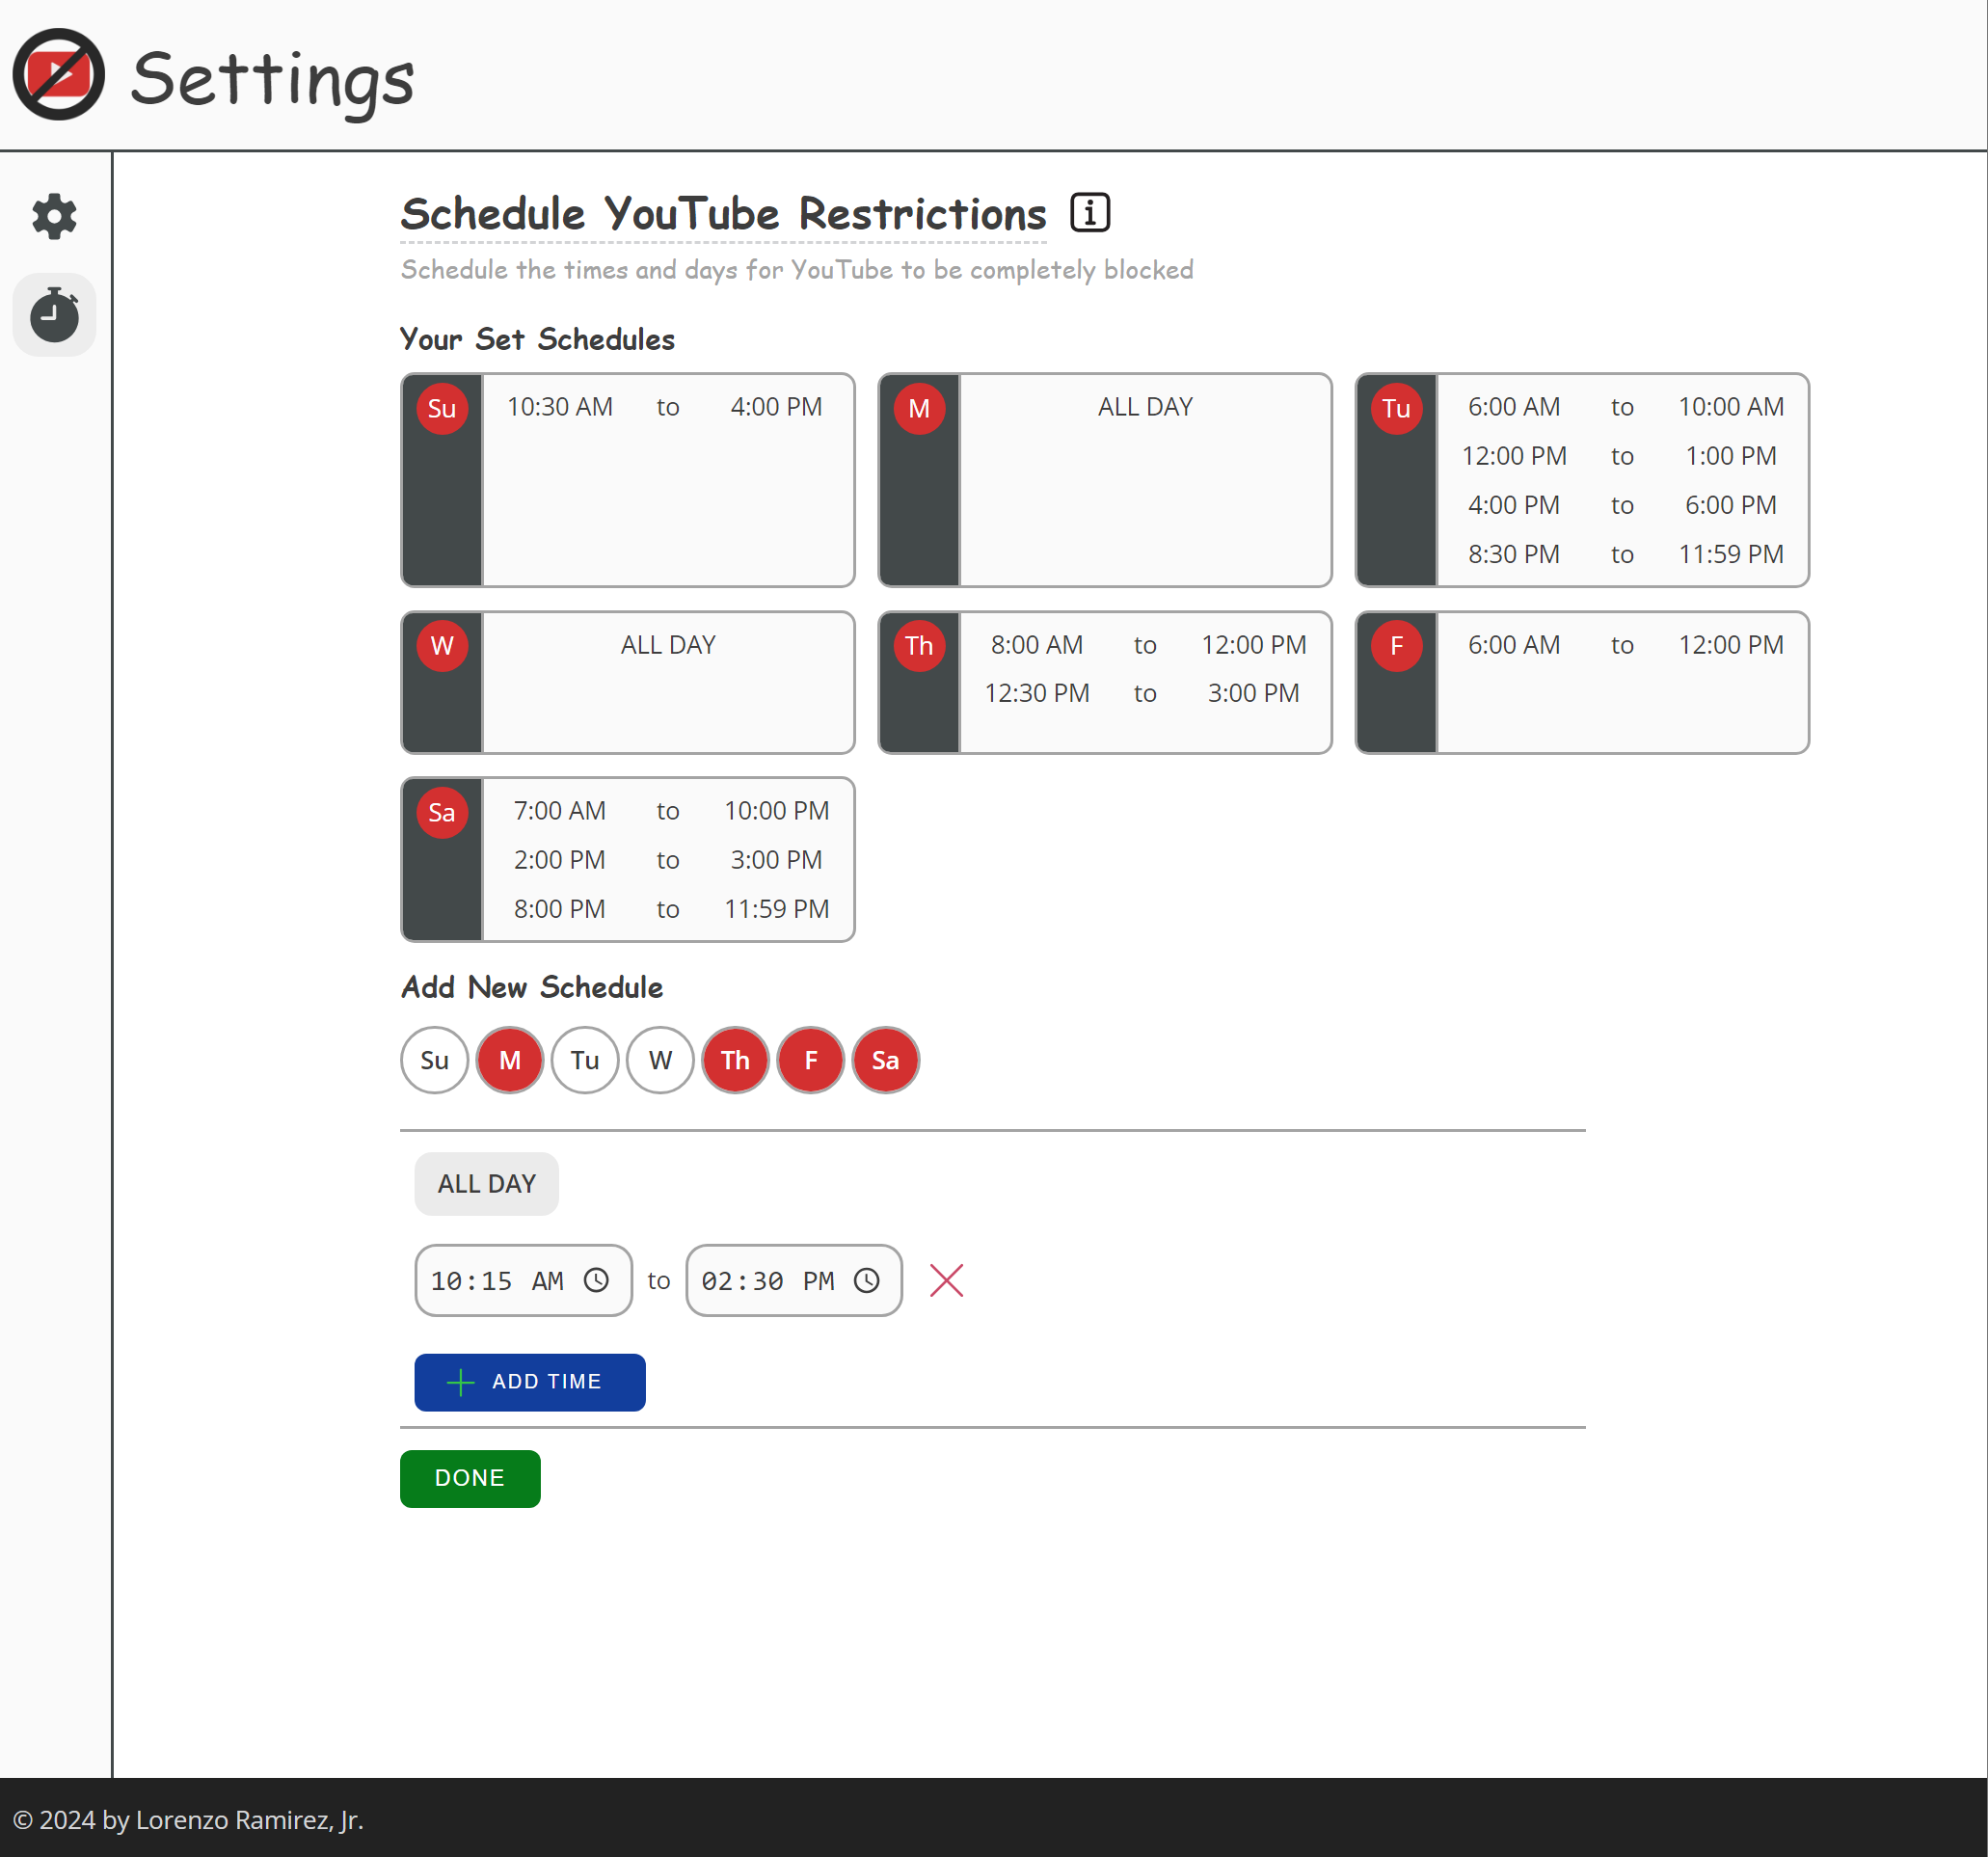 Settings
Schedule YouTube Restrictions
Schedule the times and days for YouTube to be completely blocked
Your Set Schedules
Su
10:30 AM to 4:00 PM
M
ALL DAY
Tu
6:00 AM to 10:00 AM
12:00 PM to 1:00 PM
4:00 PM to 6:00 PM
8:30 PM to 11:59 PM
W
ALL DAY
Th
8:00 AM to 12:00 PM
12:30 PM to 3:00 PM
F
6:00 AM to 12:00 PM
Sa
7:00 AM to 10:00 PM
2:00 PM to 3:00 PM
8:00 PM to 11:59 PM
Add New Schedule
Su M Tu W Th F Sa
ALL DAY
10:15 AM to 02:30 PM
ADD TIME
DONE
© 2024 by Lorenzo Ramirez, Jr.